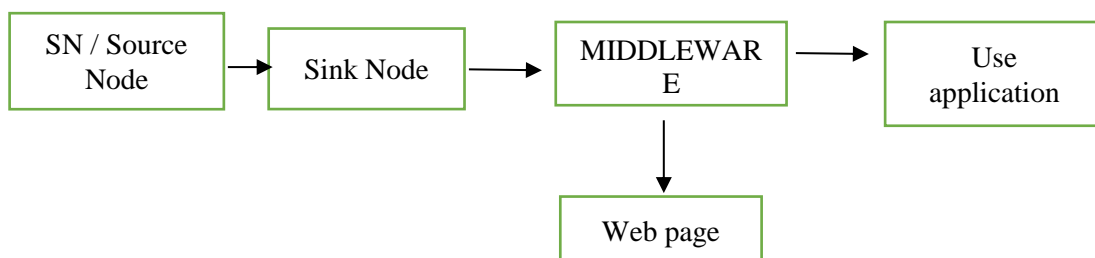 SN / Source
Node
Sink Node
MIDDLEWAR
E
Use
application
Web page